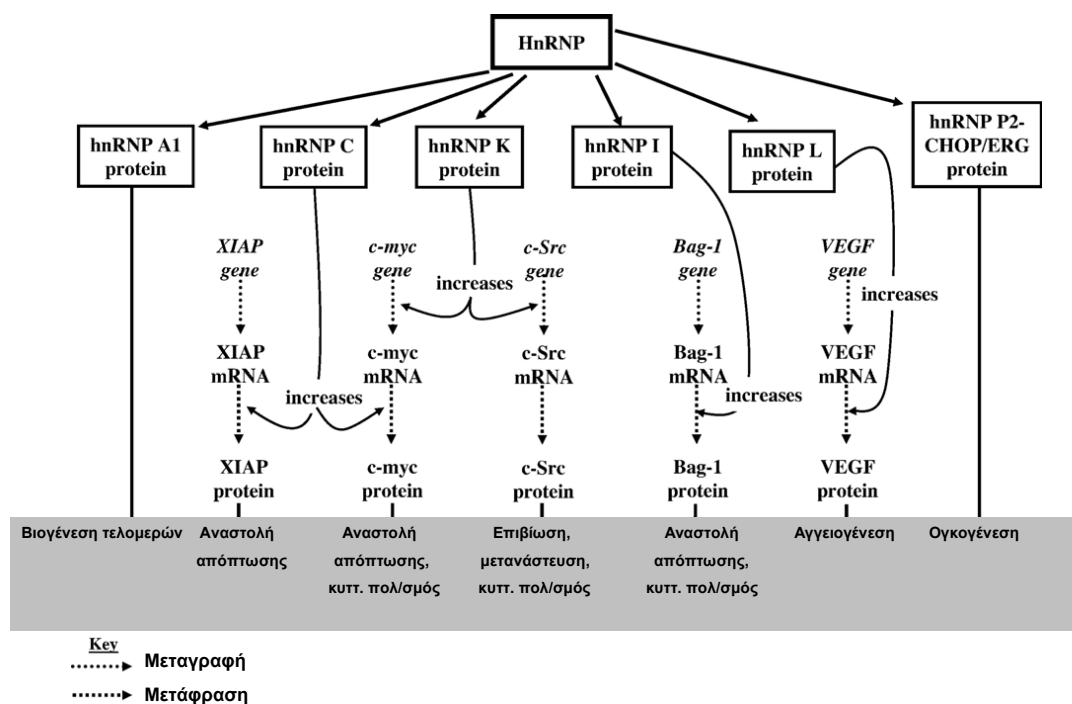 HnRNP
hnRNP A1
protein
hnRNP C
protein
hnRNP K
protein
hnRNP I
protein
hnRNP L
protein
hnRNP P2-
CHOP/ERG
protein
XIAP
gene
c-myc
gene
increases
c-Src
gene
Bag-1
gene
VEGF
gene
increases
XIAP
mRNA
increases
c-myc
mRNA
c-Src
mRNA
Bag-1
mRNA
increases
VEGF
mRNA
XIAP
protein
c-myc
protein
c-Src
protein
Bag-1
protein
VEGF
protein
Βιογένεση τελομερών
Αναστολή
απόπτωσης
Αναστολή
απόπτωσης,
κυττ. πολ/σμός
Επιβίωση,
μετανάστευση,
κυττ. πολ/σμός
Αναστολή
απόπτωσης,
κυττ. πολ/σμός
Αγγειογένεση
Ογκογένεση
Key
Μεταγραφή
Μετάφραση